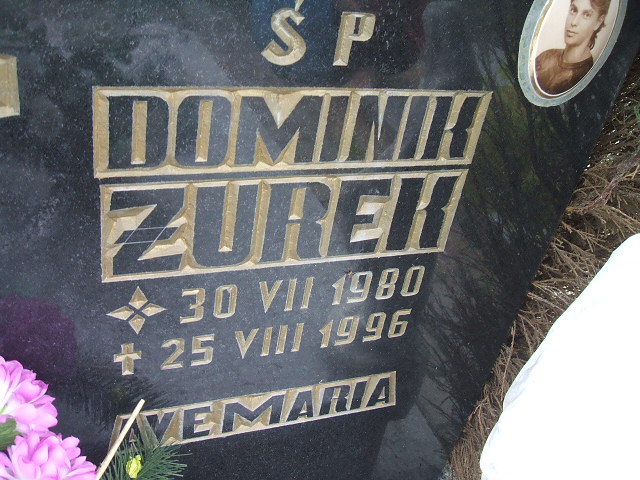 ŚP
DOMINIK
ŻUREK
30 VII 1980
25 VIII 1996
AVE MARIA